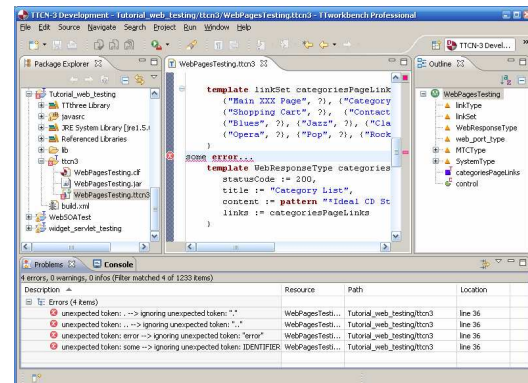 TTCN-3 Development - Tutorial_web_testing/ttcn3/WebPagesTesting.ttcn3 - TTworkbench Professional
File Edit Source Navigate Search Project Run Window Help
TTCN-3 Devel...
Package Explorer
Tutorial_web_testing
TTthree Library
javasrc
JRE System Library [jre1.5.
Referenced Libraries
lib
ttcn3
WebPagesTesting.clf
WebPagesTesting.jar
WebPagesTesting.ttcn3
build.xml
WebSOATest
widget_servlet_testing
WebPagesTesting.ttcn3
template linkSet categoriesPageLink
{"Main XXX Page", ?}, {"Category
{"Shopping Cart", ?}, {"Contact
{"Blues", ?}, {"Jazz", ?}, {"Cla
{"Opera", ?}, {"Pop", ?}, {"Rock
}
some error...
template WebResponseType categories
statusCode := 200,
title := "Category List",
content := pattern "*Ideal CD St
links := categoriesPageLinks
}
Outline
WebPagesTesting
linkType
linkSet
WebResponseType
web_port_type
MTCType
SystemType
categoriesPageLinks
control
Problems Console
4 errors, 0 warnings, 0 infos (Filter matched 4 of 1233 items)
Description Resource Path Location
Errors (4 items)
unexpected token: . --> ignoring unexpected token: "." WebPagesTesti... Tutorial_web_testing/ttcn3 line 36
unexpected token: .. --> ignoring unexpected token: ".." WebPagesTesti... Tutorial_web_testing/ttcn3 line 36
unexpected token: error --> ignoring unexpected token: "error" WebPagesTesti... Tutorial_web_testing/ttcn3 line 36
unexpected token: some --> ignoring unexpected token: IDENTIFIER WebPagesTesti... Tutorial_web_testing/ttcn3 line 36